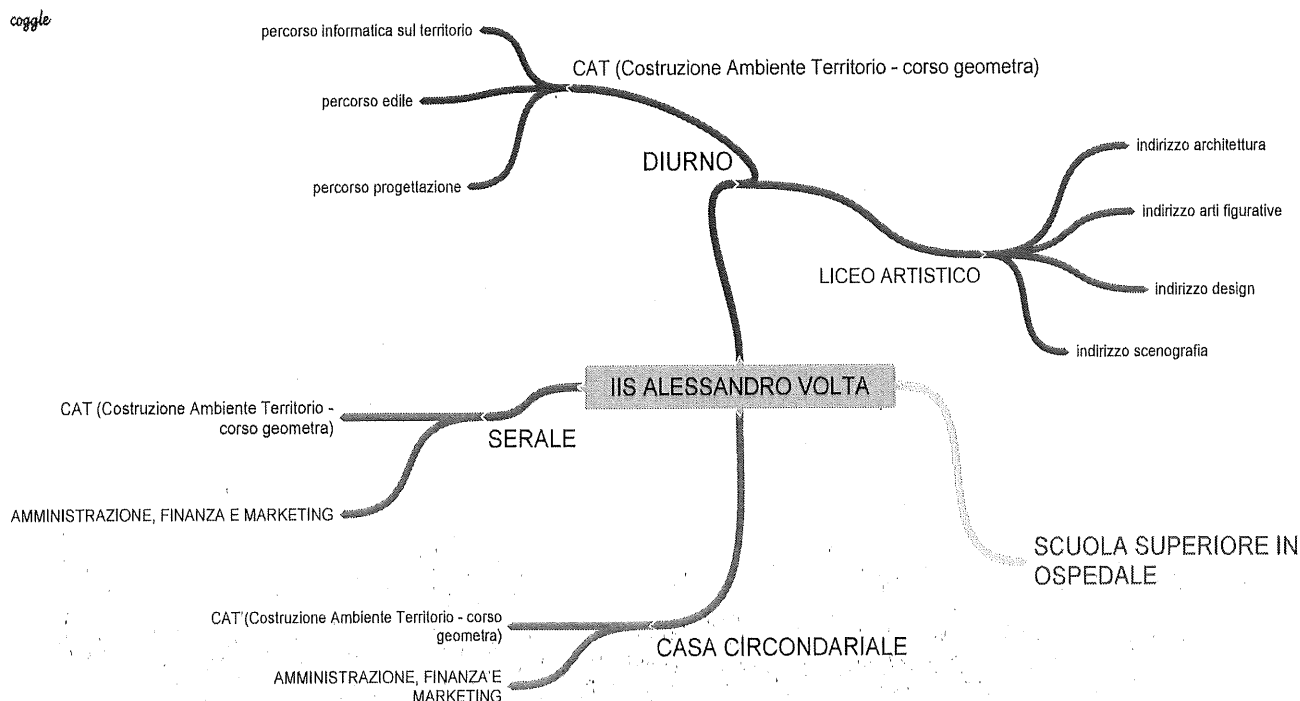 coggle
percorso informatica sul territorio
percorso edile
percorso progettazione
CAT (Costruzione Ambiente Territorio - corso geometra)
DIURNO
indirizzo architettura
indirizzo arti figurative
LICEO ARTISTICO
indirizzo design
indirizzo scenografia
IIS ALESSANDRO VOLTA
CAT (Costruzione Ambiente Territorio -
corso geometra)
SERALE
AMMINISTRAZIONE, FINANZA E MARKETING
SCUOLA SUPERIORE IN
OSPEDALE
CAT (Costruzione Ambiente Territorio - corso
geometra)
CASA CIRCONDARIALE
AMMINISTRAZIONE, FINANZA E
MARKETING